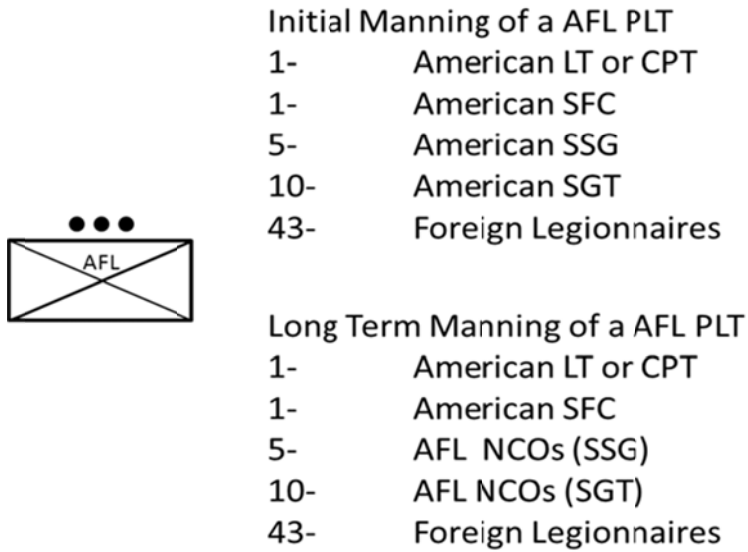 Initial Manning of a AFL PLT
1- American LT or CPT
1- American SFC
5- American SSG
10- American SGT
43- Foreign Legionnaires
AFL
Long Term Manning of a AFL PLT
1- American LT or CPT
1- American SFC
5- AFL NCOs (SSG)
10- AFL NCOs (SGT)
43- Foreign Legionnaires